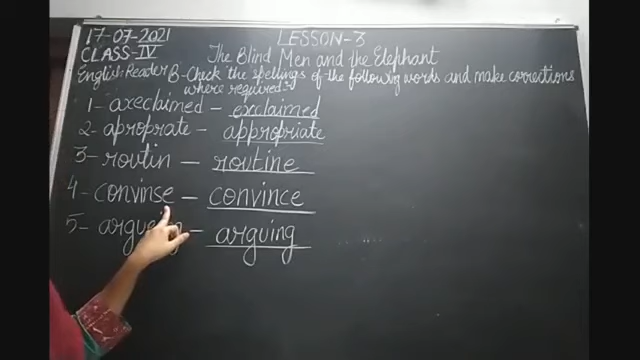 17-07-2021 LESSON-3
CLASS-IV The Blind Men and the Elephant
English Reader B-Check the spellings of the following words and make corrections
where required:-
1- axeclaimed - exclaimed
2- aproprate - appropriate
3- routin - routine
4- convinse - convince
5- - arguing